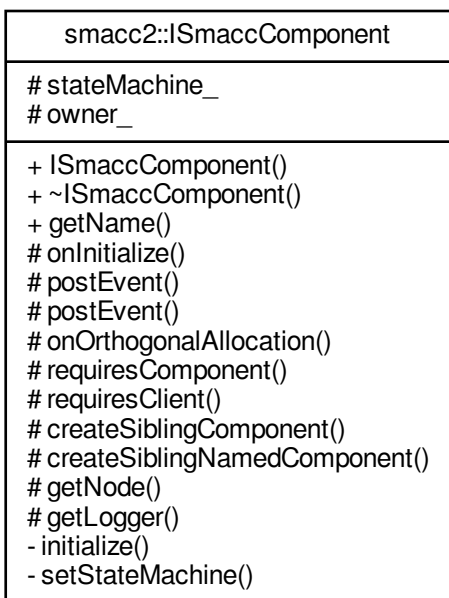 smacc2::ISmaccComponent
# stateMachine_
# owner_
+ ISmaccComponent()
+ ~ISmaccComponent()
+ getName()
# onInitialize()
# postEvent()
# postEvent()
# onOrthogonalAllocation()
# requiresComponent()
# requiresClient()
# createSiblingComponent()
# createSiblingNamedComponent()
# getNode()
# getLogger()
- initialize()
- setStateMachine()